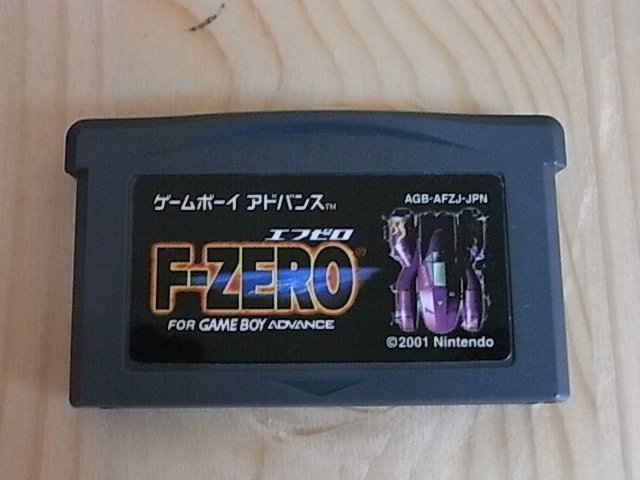 ゲームボーイ アドバンス™
AGB-AFZJ-JPN
エフゼロ
F-ZERO®
FOR GAME BOY ADVANCE
©2001 Nintendo